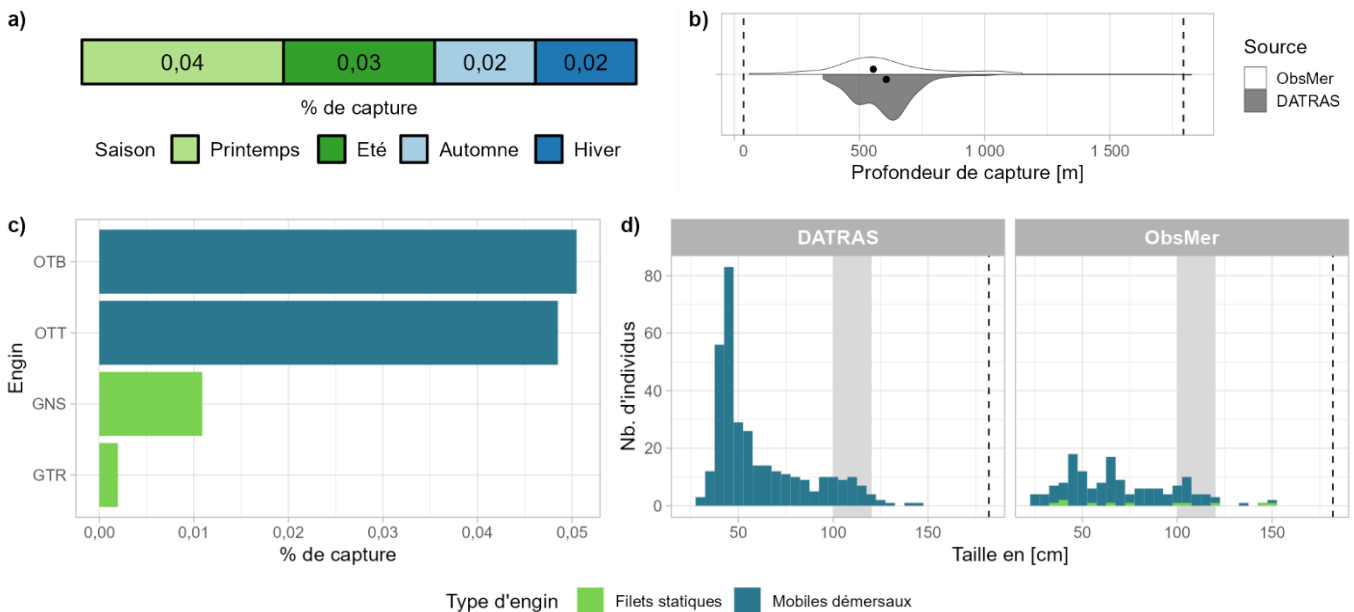 a)
0,04 0,03 0,02 0,02
% de capture
Saison Printemps Eté Automne Hiver
b)
0 500 1 000 1 500
Profondeur de capture [m]
Source
ObsMer
DATRAS
c)
Engin
OTB
OTT
GNS
GTR
0,00 0,01 0,02 0,03 0,04 0,05
% de capture
d)
DATRAS ObsMer
Nb. d'individus
80
60
40
20
0
50 100 150 50 100 150
Taille en [cm]
Type d'engin Filets statiques Mobiles démersaux